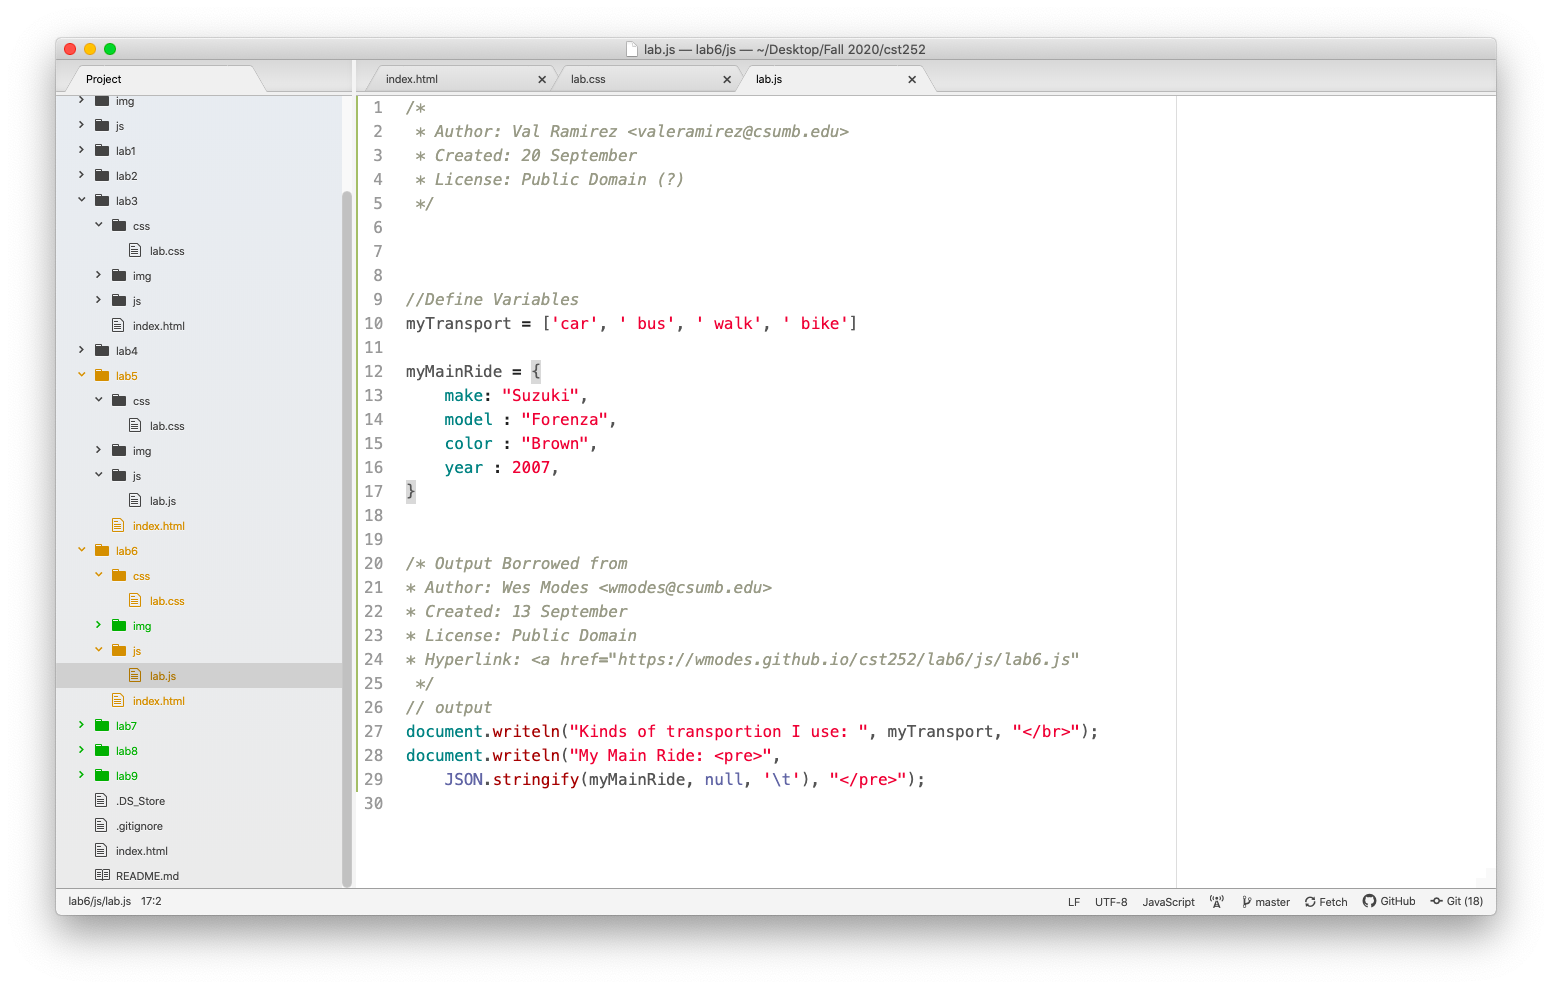 lab.js — lab6/js — ~/Desktop/Fall 2020/cst252
Project
index.html
lab.css
lab.js
img
js
lab1
lab2
lab3
css
lab.css
img
js
index.html
lab4
lab5
css
lab.css
img
js
lab.js
index.html
lab6
css
lab.css
img
js
lab.js
index.html
lab7
lab8
lab9
.DS_Store
.gitignore
index.html
README.md
1 /*
2  * Author: Val Ramirez <valeramirez@csumb.edu>
3  * Created: 20 September
4  * License: Public Domain (?)
5  */
6
7
8
9 //Define Variables
10 myTransport = ['car', ' bus', ' walk', ' bike']
11
12 myMainRide = {
13     make: "Suzuki",
14     model : "Forenza",
15     color : "Brown",
16     year : 2007,
17 }
18
19
20 /* Output Borrowed from
21 * Author: Wes Modes <wmodes@csumb.edu>
22 * Created: 13 September
23 * License: Public Domain
24 * Hyperlink: <a href="https://wmodes.github.io/cst252/lab6/js/lab6.js"
25  */
26 // output
27 document.writeln("Kinds of transportion I use: ", myTransport, "</br>");
28 document.writeln("My Main Ride: <pre>",
29     JSON.stringify(myMainRide, null, '\t'), "</pre>");
30
lab6/js/lab.js 17:2
LF UTF-8 JavaScript master Fetch GitHub Git (18)